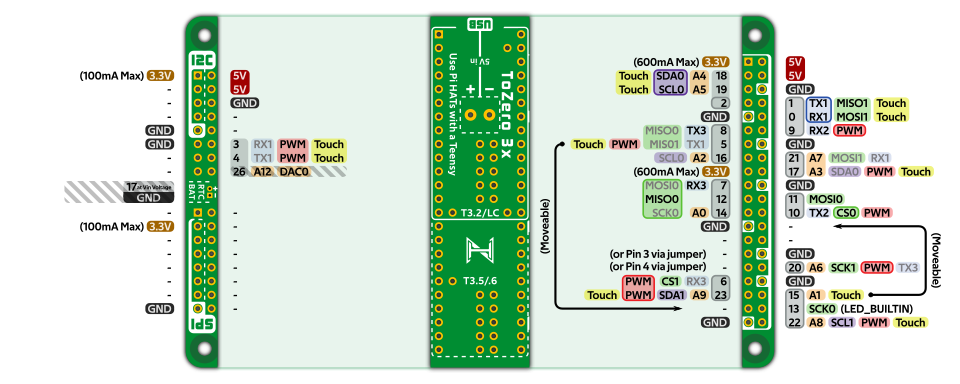 I2C
(100mA Max) 3.3V
-
-
-
GND
GND
-
-
17 at Vin Voltage
GND
-
(100mA Max) 3.3V
-
-
-
-
-
GND
SPI
5V
5V
GND
-
-
3 RX1 PWM Touch
4 TX1 PWM Touch
26 A12 DAC0
RTC
VBAT
+
-
-
-
-
-
-
-
-
USB
5V in
+ -
Use Pi HATs with a Teensy
ToZero 3x
T3.2/LC
T3.5/.6
(600mA Max) 3.3V
Touch SDA0 A4 18
Touch SCL0 A5 19
2
GND
MISO0 TX3 8
Touch PWM MISO1 TX1 5
SCL0 A2 16
(600mA Max) 3.3V
MOSI0 RX3 7
MISO0 12
SCK0 A0 14
GND
-
(or Pin 3 via jumper) -
(or Pin 4 via jumper) -
PWM CS1 RX3 6
Touch PWM SDA1 A9 23
-
GND
(Moveable)
5V
5V
GND
1 TX1 MISO1 Touch
0 RX1 MOSI1 Touch
9 RX2 PWM
GND
21 A7 MOSI1 RX1
17 A3 SDA0 PWM Touch
GND
11 MOSI0
10 TX2 CS0 PWM
-
-
GND
20 A6 SCK1 PWM TX3
GND
15 A1 Touch
13 SCK0 (LED_BUILTIN)
22 A8 SCL1 PWM Touch
(Moveable)